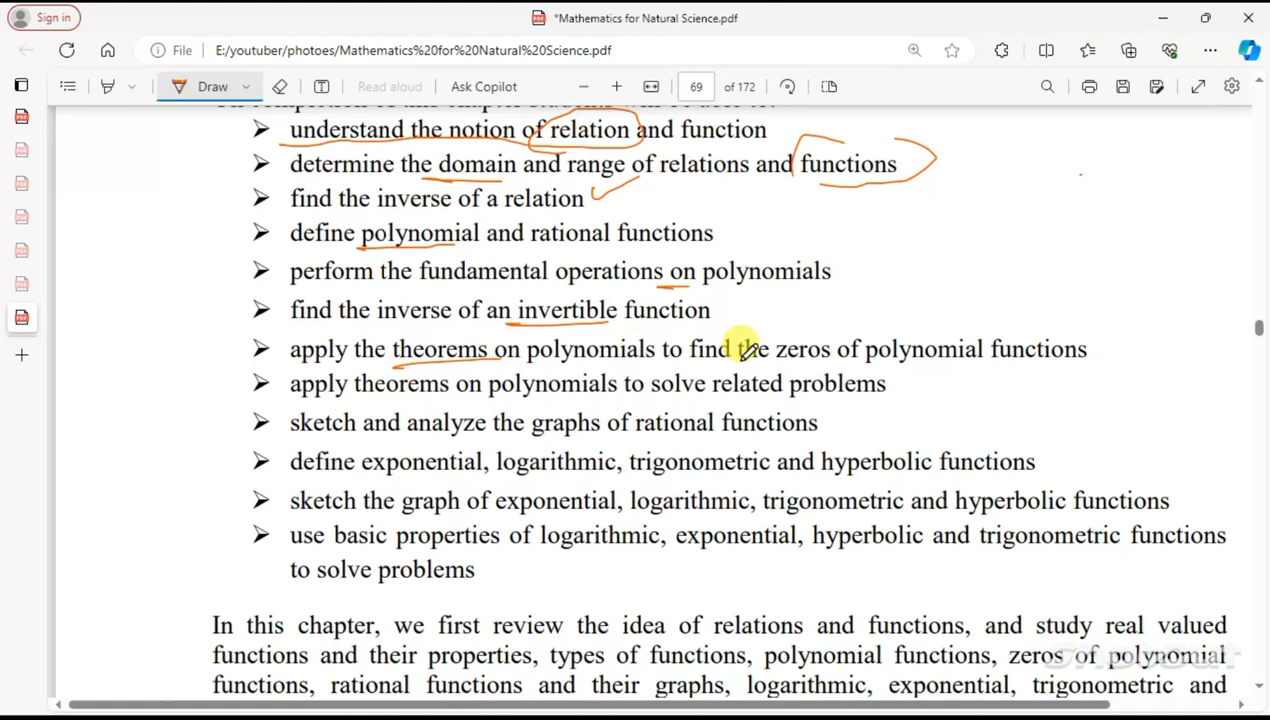 Sign in
*Mathematics for Natural Science.pdf
File
E:/youtube/photoes/Mathematics%20for%20Natural%20Science.pdf
Draw
Read aloud
Ask Copilot
69
of 172
➢ understand the notion of relation and function
➢ determine the domain and range of relations and functions
➢ find the inverse of a relation
➢ define polynomial and rational functions
➢ perform the fundamental operations on polynomials
➢ find the inverse of an invertible function
➢ apply the theorems on polynomials to find the zeros of polynomial functions
➢ apply theorems on polynomials to solve related problems
➢ sketch and analyze the graphs of rational functions
➢ define exponential, logarithmic, trigonometric and hyperbolic functions
➢ sketch the graph of exponential, logarithmic, trigonometric and hyperbolic functions
➢ use basic properties of logarithmic, exponential, hyperbolic and trigonometric functions
to solve problems
In this chapter, we first review the idea of relations and functions, and study real valued
functions and their properties, types of functions, polynomial functions, zeros of polynomial
functions, rational functions and their graphs, logarithmic, exponential, trigonometric and